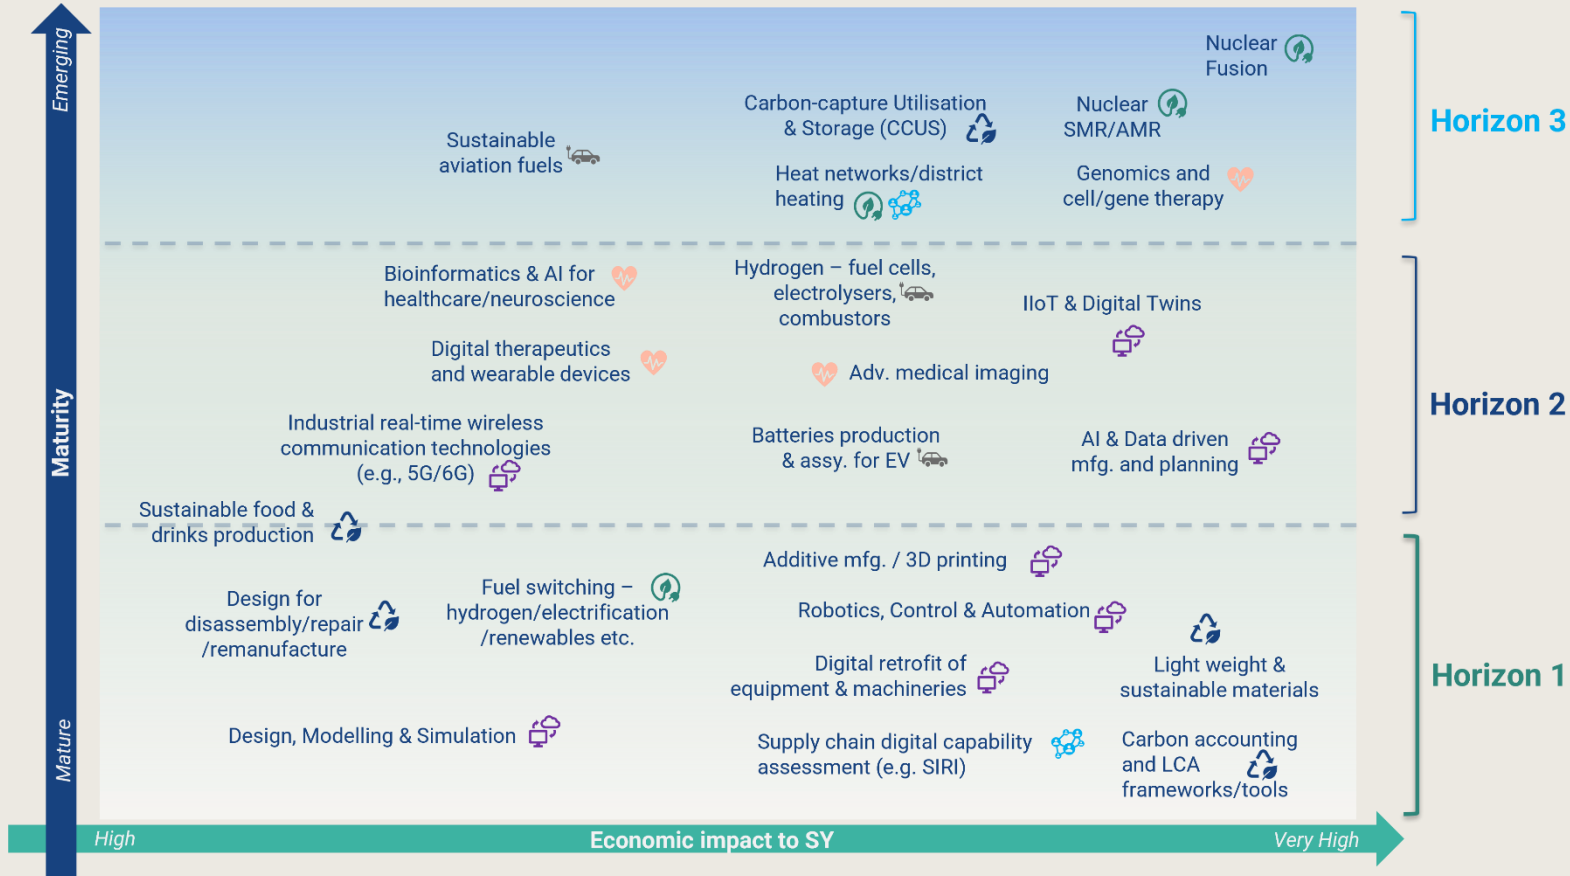 Emerging
Maturity
Mature
Nuclear
Fusion
Carbon-capture Utilisation
& Storage (CCUS)
Nuclear
SMR/AMR
Sustainable
aviation fuels
Heat networks/district
heating
Genomics and
cell/gene therapy
Horizon 3
Bioinformatics & AI for
healthcare/neuroscience
Hydrogen – fuel cells,
electrolysers,
combustors
IIoT & Digital Twins
Digital therapeutics
and wearable devices
Adv. medical imaging
Industrial real-time wireless
communication technologies
(e.g., 5G/6G)
Batteries production
& assy. for EV
AI & Data driven
mfg. and planning
Horizon 2
Sustainable food &
drinks production
Additive mfg. / 3D printing
Design for
disassembly/repair
/remanufacture
Fuel switching –
hydrogen/electrification
/renewables etc.
Robotics, Control & Automation
Digital retrofit of
equipment & machineries
Light weight &
sustainable materials
Design, Modelling & Simulation
Supply chain digital capability
assessment (e.g. SIRI)
Carbon accounting
and LCA
frameworks/tools
Horizon 1
High
Economic impact to SY
Very High